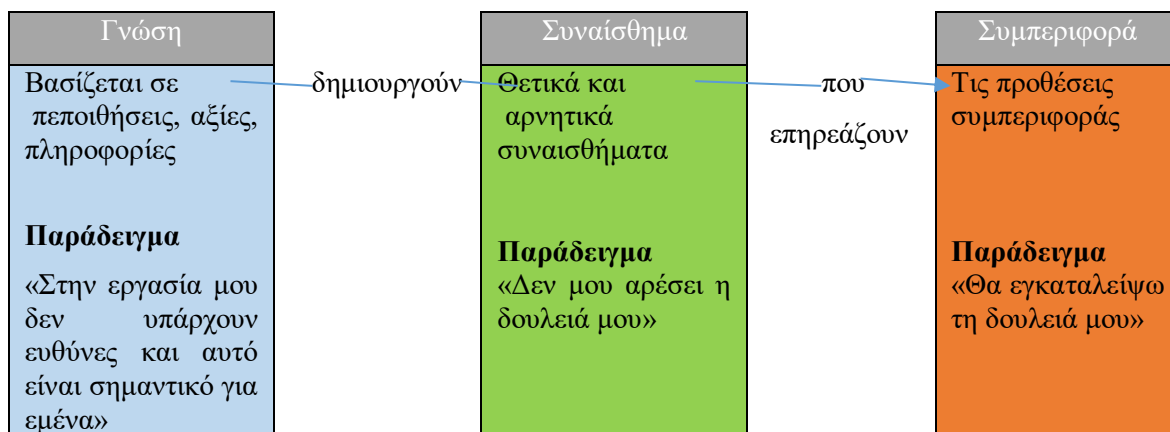 Γνώση
Βασίζεται σε
πεποιθήσεις, αξίες,
πληροφορίες
Παράδειγμα
«Στην εργασία μου
δεν υπάρχουν
ευθύνες και αυτό
είναι σημαντικό για
εμένα»
δημιουργούν
Συναίσθημα
Θετικά και
αρνητικά
συναισθήματα
Παράδειγμα
«Δεν μου αρέσει η
δουλειά μου»
που
επηρεάζουν
Συμπεριφορά
Τις προθέσεις
συμπεριφοράς
Παράδειγμα
«Θα εγκαταλείψω
τη δουλειά μου»